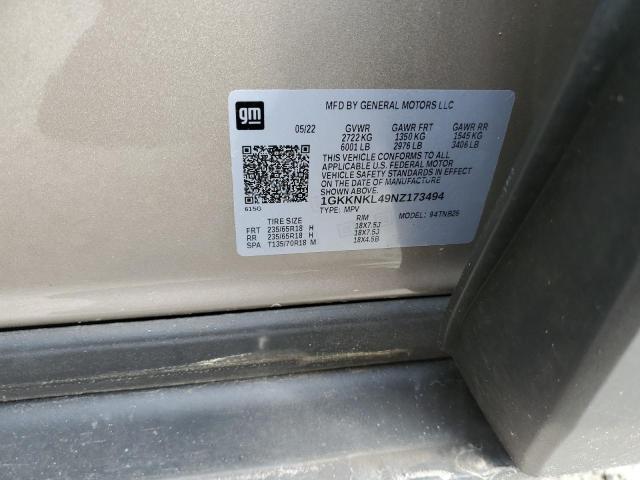 gm
MFD BY GENERAL MOTORS LLC
05/22 GVWR GAWR FRT GAWR RR
2722 KG 1350 KG 1545 KG
6001 LB 2976 LB 3406 LB
THIS VEHICLE CONFORMS TO ALL
APPLICABLE U.S. FEDERAL MOTOR
VEHICLE SAFETY STANDARDS IN EFFECT
ON THE DATE OF MANUFACTURE
SHOWN ABOVE.
615G
1GKKNKL49NZ173494
TYPE: MPV MODEL: 94TNB26
TIRE SIZE RIM
FRT 235/65R18 H 18X7.5J
RR 235/65R18 H 18X7.5J
SPA T135/70R18 M 18X4.5B